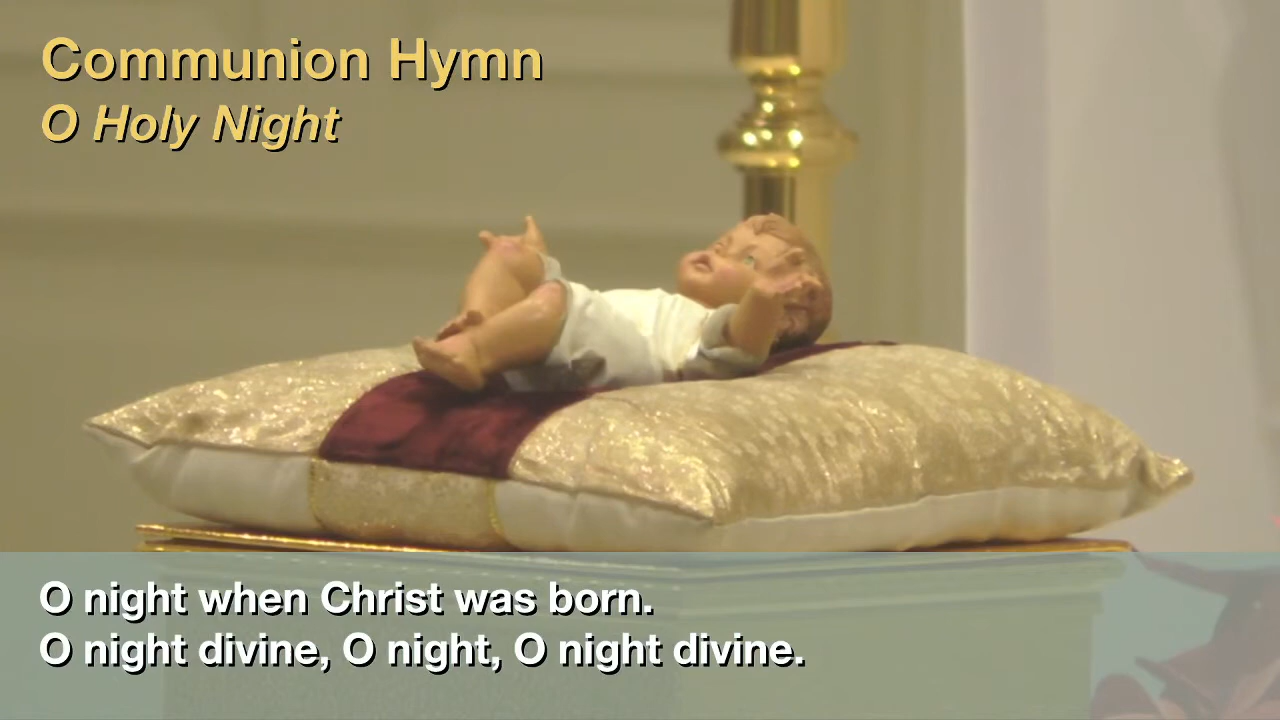 Communion Hymn
O Holy Night
O night when Christ was born.
O night divine, O night, O night divine.